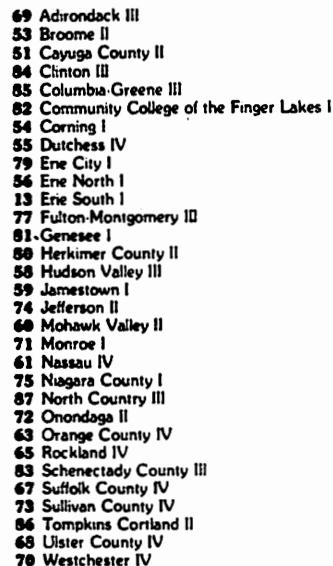 69 Adirondack III
53 Broome II
51 Cayuga County II
84 Clinton III
85 Columbia-Greene III
82 Community College of the Finger Lakes I
54 Corning I
55 Dutchess IV
79 Erie City I
56 Erie North I
13 Erie South I
77 Fulton-Montgomery III
81-Genesee I
80 Herkimer County II
58 Hudson Valley III
59 Jamestown I
74 Jefferson II
60 Mohawk Valley II
71 Monroe I
61 Nassau IV
75 Niagara County I
87 North Country III
72 Onondaga II
63 Orange County IV
65 Rockland IV
83 Schenectady County III
67 Suffolk County IV
73 Sullivan County IV
86 Tompkins Cortland II
68 Ulster County IV
70 Westchester IV